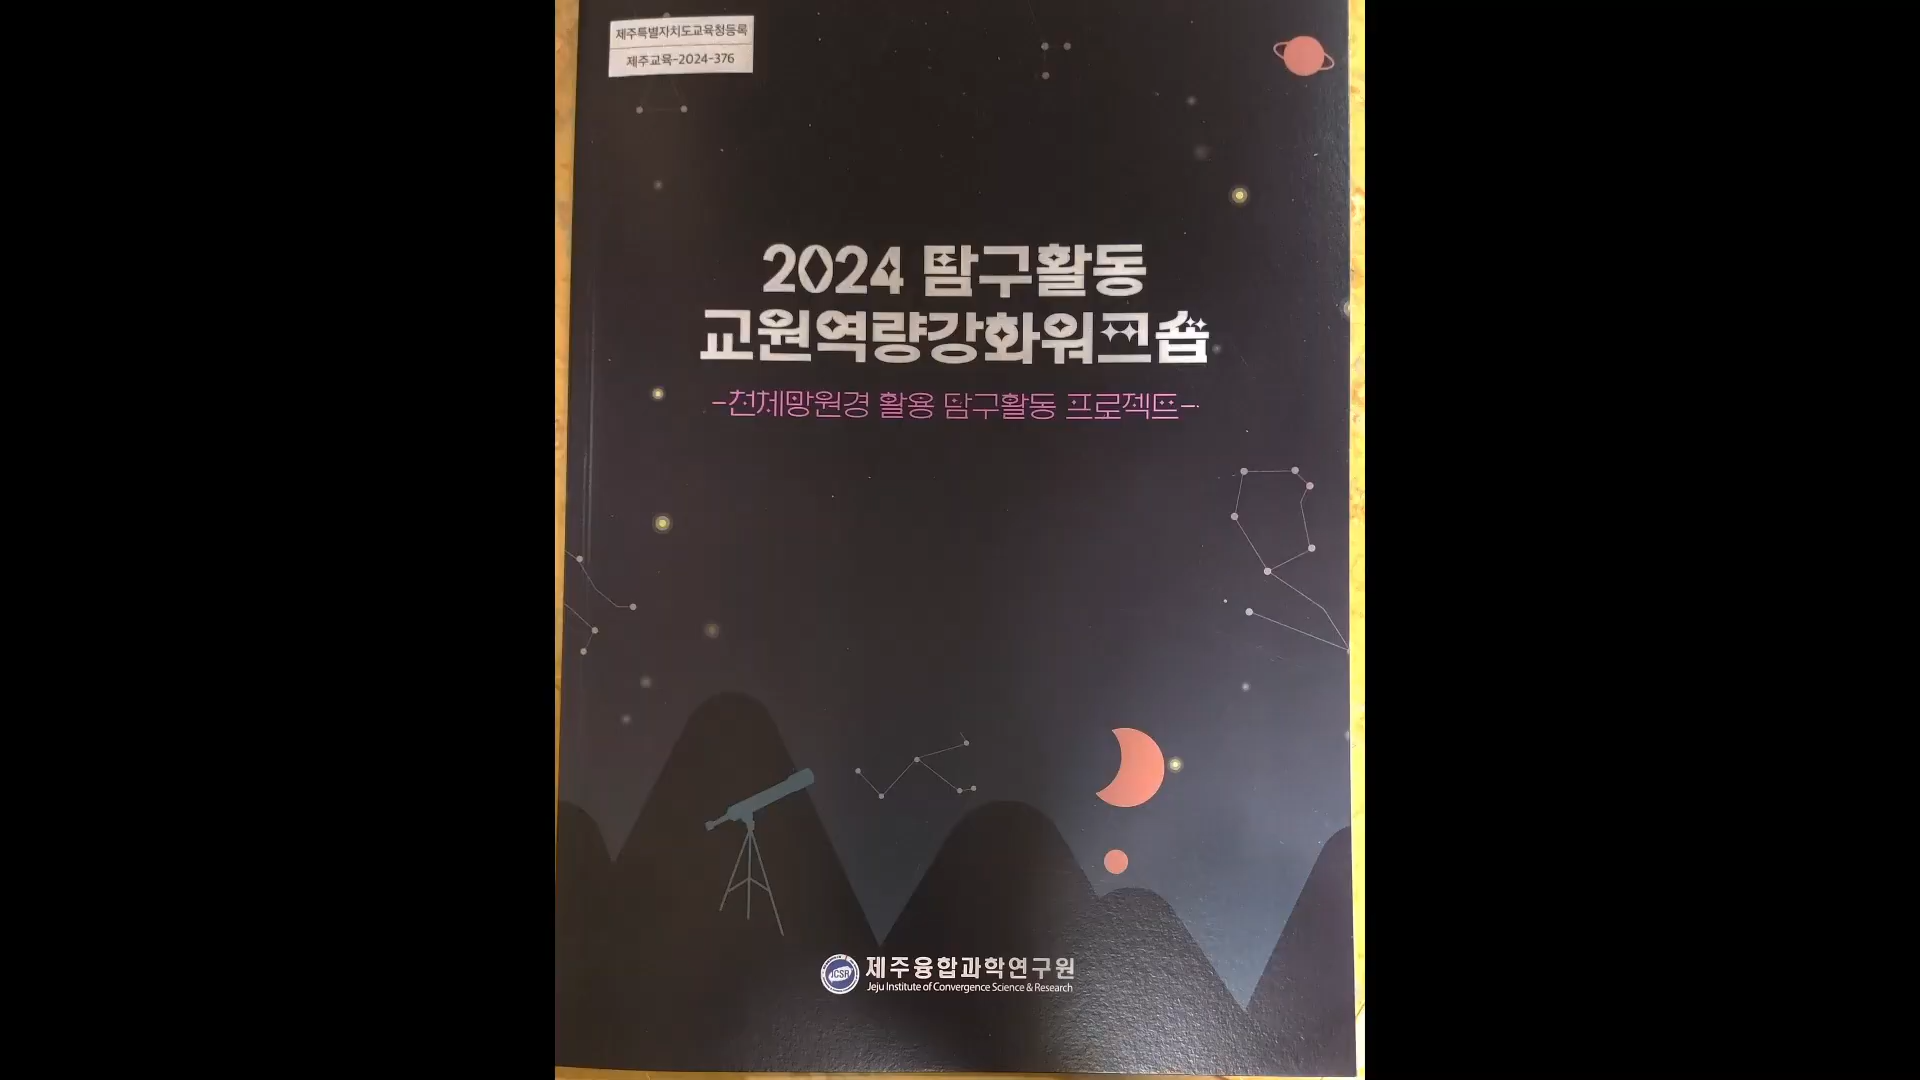 제주특별자치도교육청등록
제주교육-2024-376
2024 탐구활동
교원역량강화워크숍
-천체망원경 활용 탐구활동 프로젝트-
JCSR
제주융합과학연구원
Jeju Institute of Convergence Science & Research